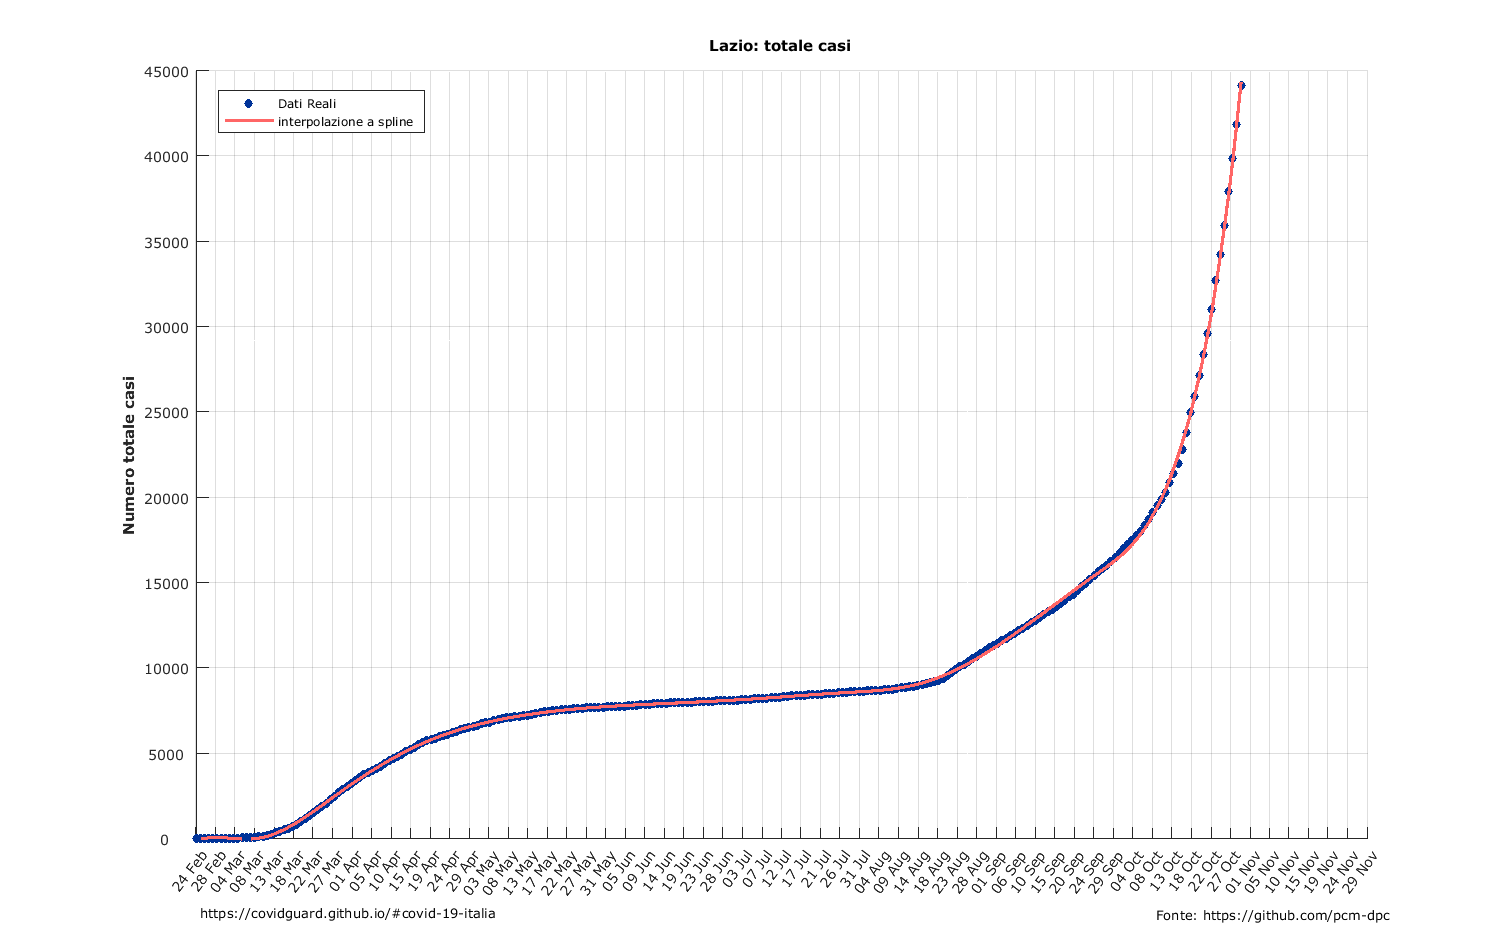 Lazio: totale casi
45000
40000
35000
30000
25000
20000
15000
10000
5000
0
Numero totale casi
Dati Reali
interpolazione a spline
24 Feb
28 Feb
04 Mar
08 Mar
13 Mar
18 Mar
22 Mar
27 Mar
01 Apr
05 Apr
10 Apr
15 Apr
19 Apr
24 Apr
29 Apr
03 May
08 May
13 May
17 May
22 May
27 May
31 May
05 Jun
09 Jun
14 Jun
19 Jun
23 Jun
28 Jun
03 Jul
07 Jul
12 Jul
17 Jul
21 Jul
26 Jul
31 Jul
04 Aug
09 Aug
14 Aug
18 Aug
23 Aug
28 Aug
01 Sep
06 Sep
10 Sep
15 Sep
20 Sep
24 Sep
29 Sep
04 Oct
08 Oct
13 Oct
18 Oct
22 Oct
27 Oct
01 Nov
05 Nov
10 Nov
15 Nov
19 Nov
24 Nov
29 Nov
https://covidguard.github.io/#covid-19-italia
Fonte: https://github.com/pcm-dpc